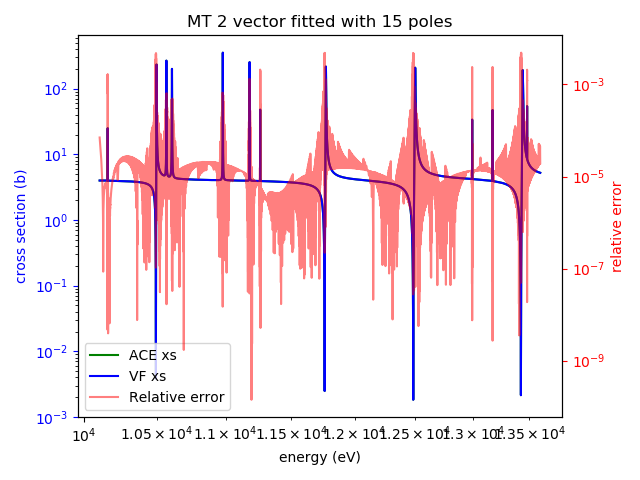 MT 2 vector fitted with 15 poles
cross section (b)
10²
10¹
10⁰
10⁻¹
10⁻²
10⁻³
10⁻³
10⁻⁵
10⁻⁷
10⁻⁹
relative error
ACE xs
VF xs
Relative error
10⁴ 1.05×10⁴ 1.1×10⁴ 1.15×10⁴ 1.2×10⁴ 1.25×10⁴ 1.3×10⁴ 1.35×10⁴
energy (eV)